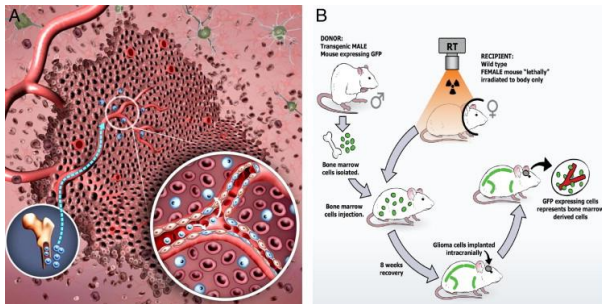 A
B
DONOR:
Transgenic MALE
Mouse expressing GFP
♂
RT
RECIPIENT:
Wild type
FEMALE mouse "lethally"
irradiated to body only
♀
Bone marrow
cells isolated.
Bone marrow
cells injection.
GFP expressing cells
represents bone marrow
derived cells
Glioma cells implanted
intracranially
8 weeks
recovery